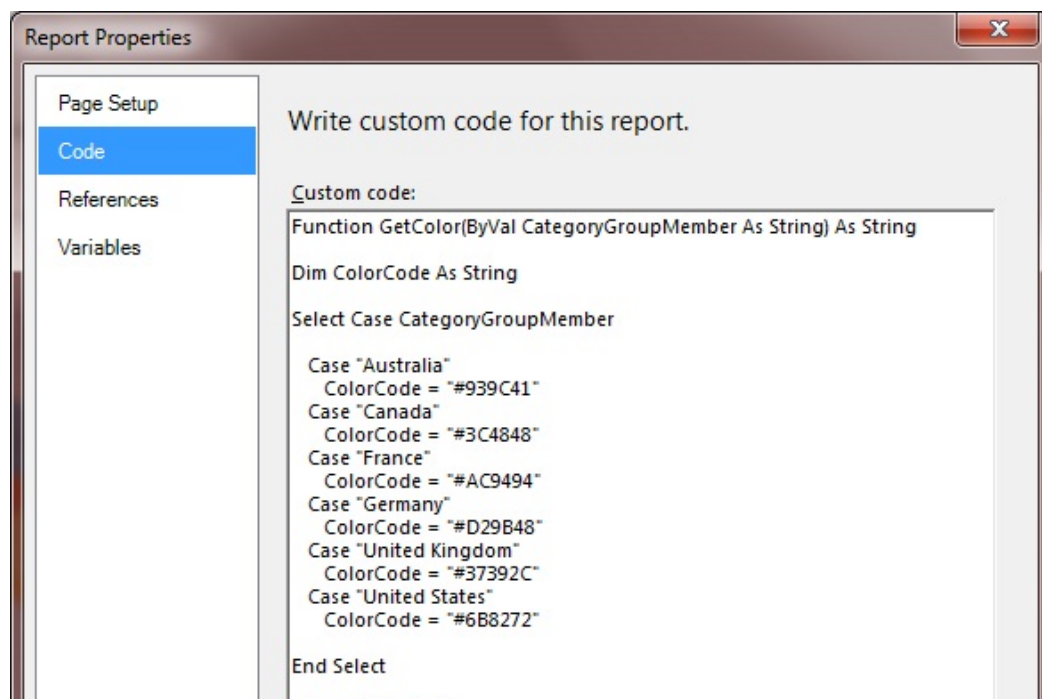 Report Properties
Page Setup
Code
References
Variables
Write custom code for this report.
Custom code:
Function GetColor(ByVal CategoryGroupMember As String) As String
Dim ColorCode As String
Select Case CategoryGroupMember
Case "Australia"
ColorCode = "#939C41"
Case "Canada"
ColorCode = "#3C4848"
Case "France"
ColorCode = "#AC9494"
Case "Germany"
ColorCode = "#D29B48"
Case "United Kingdom"
ColorCode = "#37392C"
Case "United States"
ColorCode = "#6B8272"
End Select